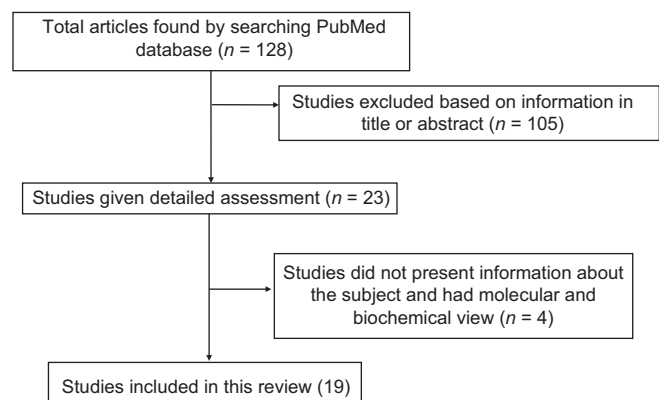 Total articles found by searching PubMed
database (n = 128)
Studies excluded based on information in
title or abstract (n = 105)
Studies given detailed assessment (n = 23)
Studies did not present information about
the subject and had molecular and
biochemical view (n = 4)
Studies included in this review (19)